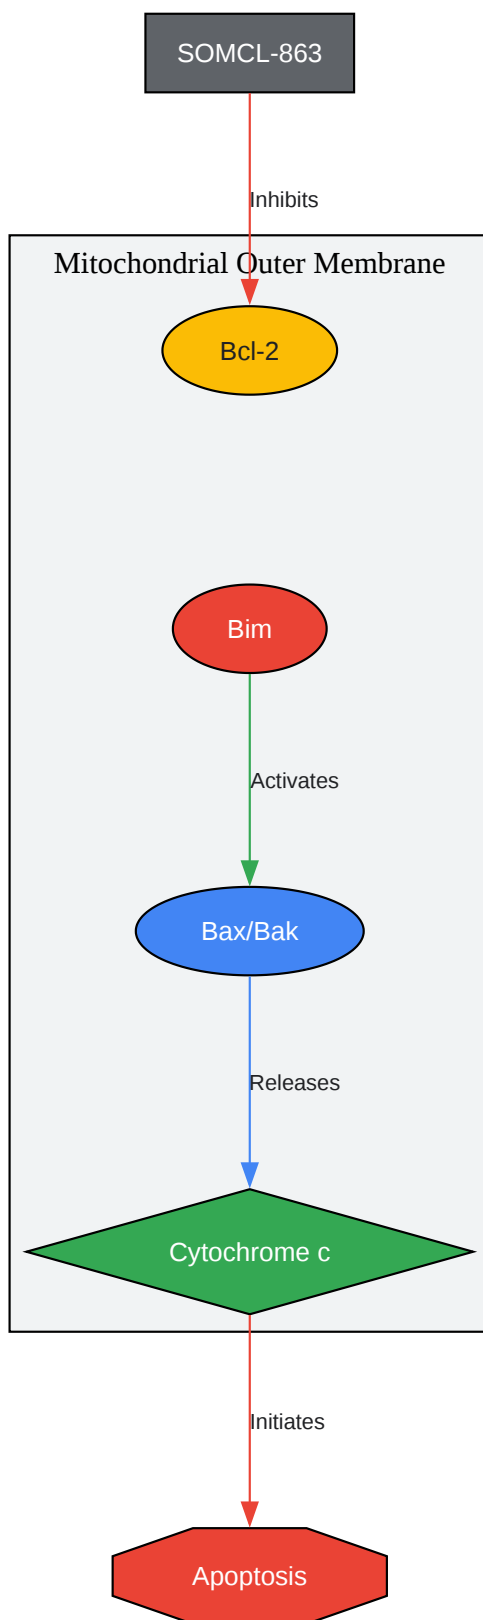 SOMCL-863
Inhibits
Mitochondrial Outer Membrane
Bcl-2
Bim
Activates
Bax/Bak
Releases
Cytochrome c
Initiates
Apoptosis